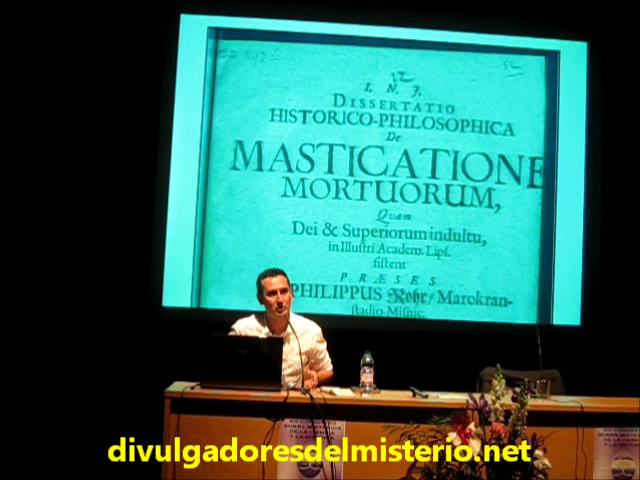 I. N. J.
DISSERTATIO
HISTORICO-PHILOSOPHICA
De
MASTICATIONE
MORTUORUM,
Quam
Dei & Superiorum indultu,
in Illustri Academ. Lipſ.
ſiſtent
PRÆSES
PHILIPPUS Rohr / Marokran-
ſtadio-Miſnic.
SOBRE
divulgadoresdelmisterio.net